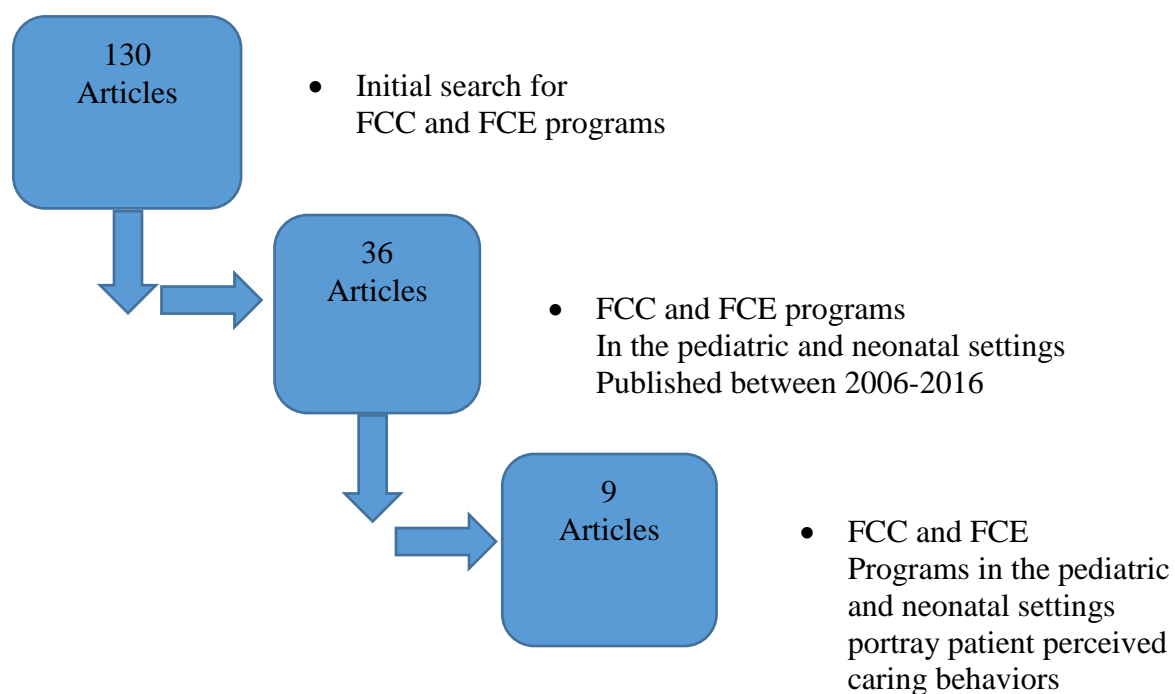 130
Articles
• Initial search for
FCC and FCE programs
36
Articles
• FCC and FCE programs
In the pediatric and neonatal settings
Published between 2006-2016
9
Articles
• FCC and FCE
Programs in the pediatric
and neonatal settings
portray patient perceived
caring behaviors